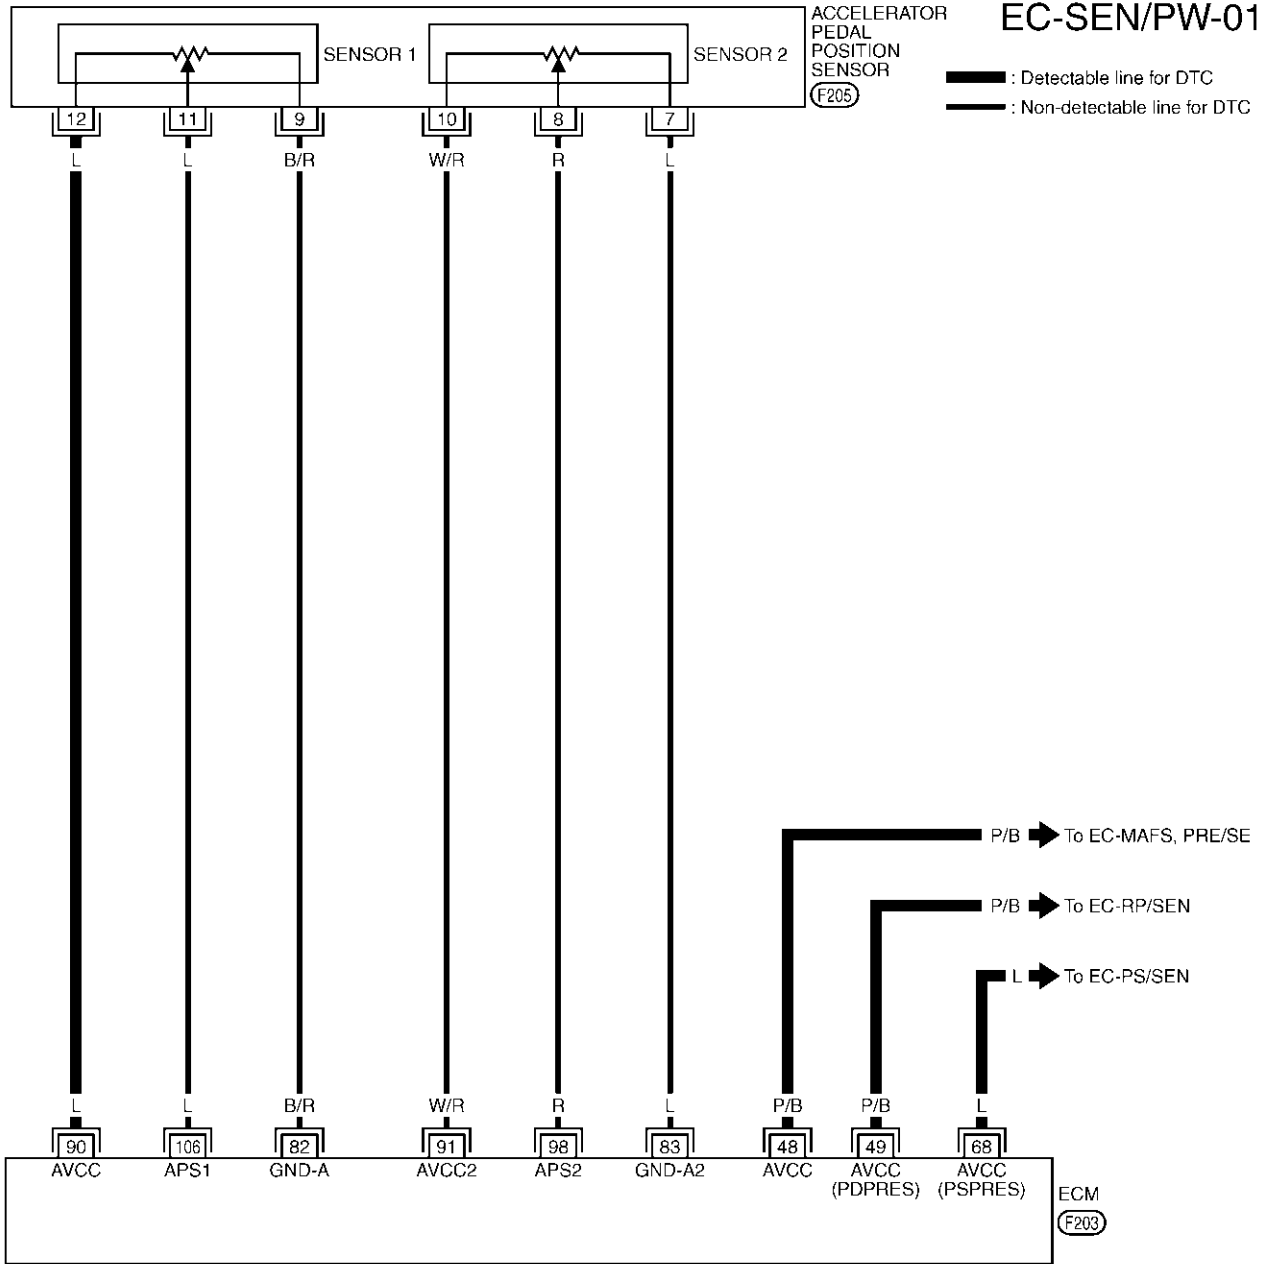 EC-SEN/PW-01
ACCELERATOR
PEDAL
POSITION
SENSOR
F205
: Detectable line for DTC
: Non-detectable line for DTC
SENSOR 1
SENSOR 2
12 11 9 10 8 7
L L B/R W/R R L
P/B To EC-MAFS, PRE/SE
P/B To EC-RP/SEN
L To EC-PS/SEN
L L B/R W/R R L P/B P/B L
90 106 82 91 98 83 48 49 68
AVCC APS1 GND-A AVCC2 APS2 GND-A2 AVCC AVCC AVCC
(PDPRES) (PSPRES)
ECM
F203